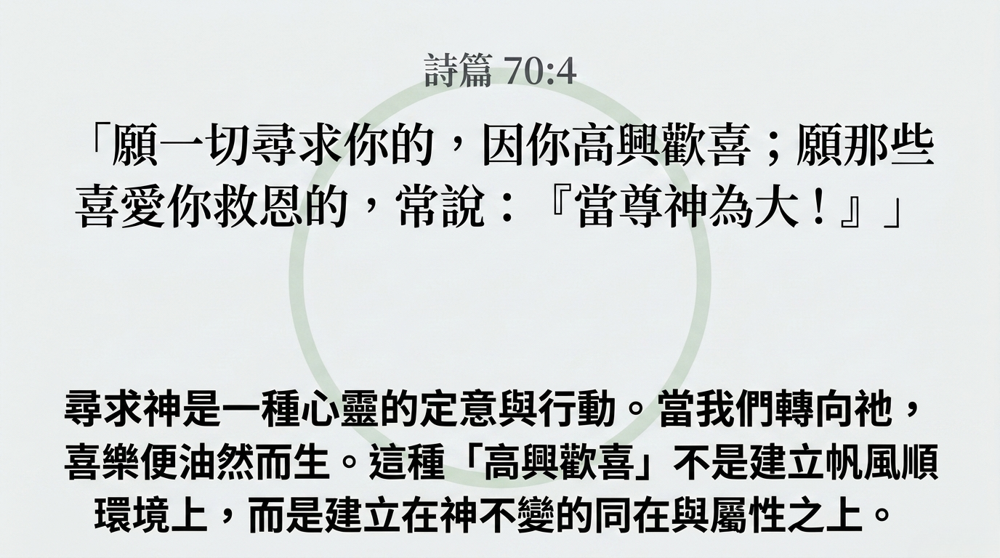 詩篇 70:4
「願一切尋求你的，因你高興歡喜；願那些
喜愛你救恩的，常說：『當尊神為大！』」
尋求神是一種心靈的定意與行動。當我們轉向祂，
喜樂便油然而生。這種「高興歡喜」不是建立帆風順
環境上，而是建立在神不變的同在與屬性之上。